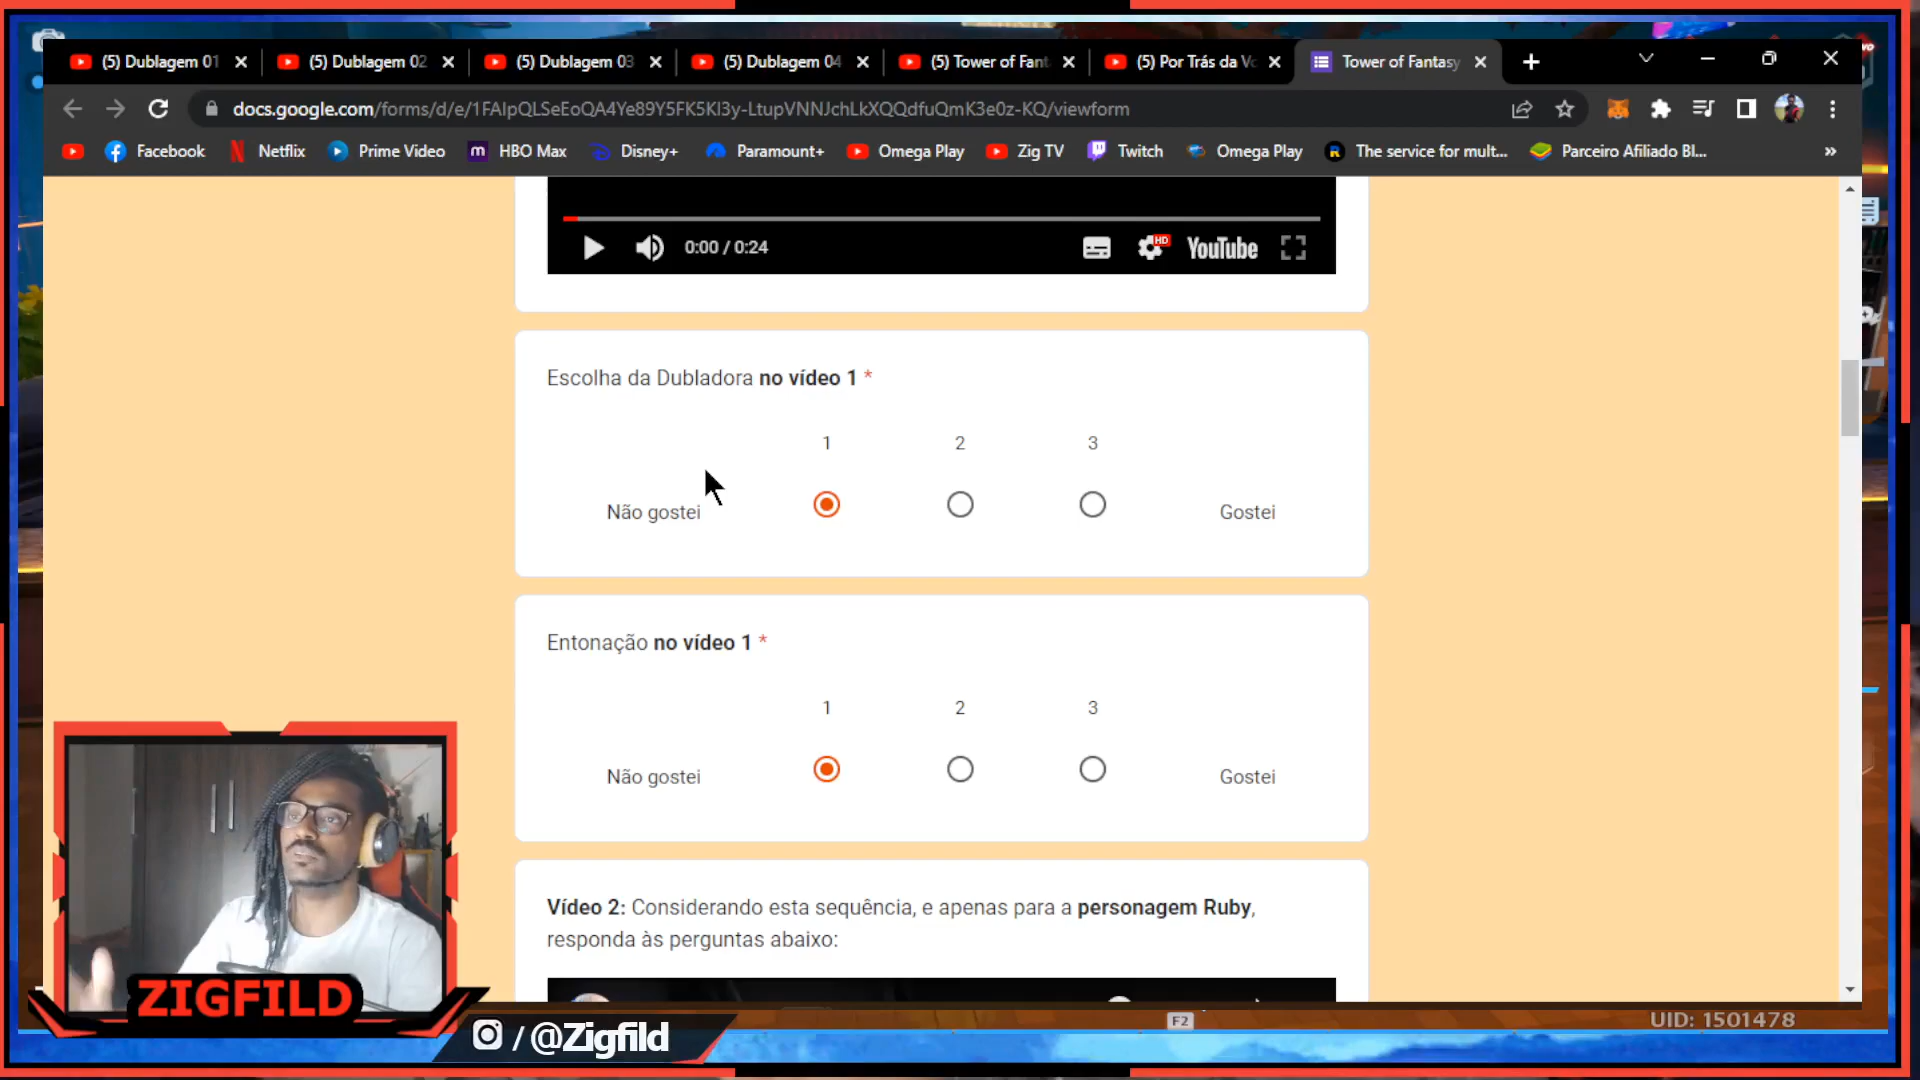 (5) Dublagem 01
(5) Dublagem 02
(5) Dublagem 03
(5) Dublagem 04
(5) Tower of Fant
(5) Por Trás da Vo
Tower of Fantasy
docs.google.com/forms/d/e/1FAIpQLSeEoQA4Ye89Y5FK5Kl3y-LtupVNNJchLkXQQdfuQmK3e0z-KQ/viewform
Facebook
Netflix
Prime Video
m HBO Max
Disney+
Paramount+
Omega Play
Zig TV
Twitch
Omega Play
R The service for mult...
Parceiro Afiliado Bl...
»
0:00 / 0:24
HD
YouTube
Escolha da Dubladora no vídeo 1 *
1 2 3
Não gostei Gostei
Entonação no vídeo 1 *
1 2 3
Não gostei Gostei
Vídeo 2: Considerando esta sequência, e apenas para a personagem Ruby,
responda às perguntas abaixo:
ZIGFILD
/ @Zigfild
F2
UID: 1501478